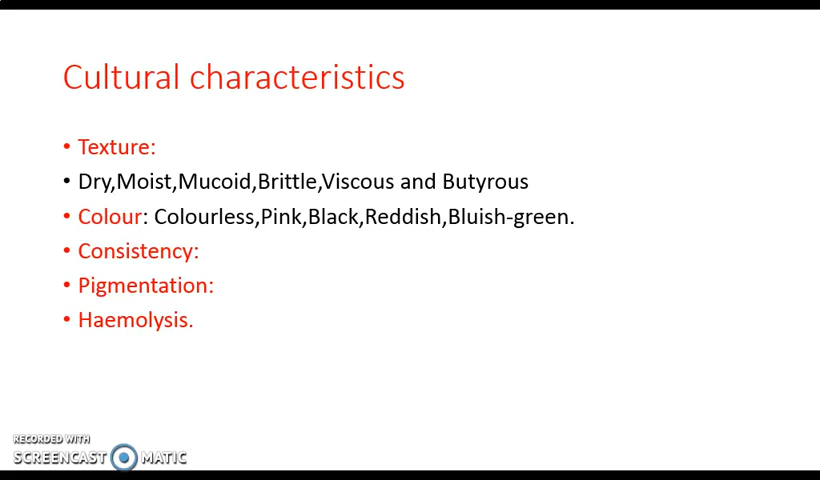 Cultural characteristics
• Texture:
• Dry,Moist,Mucoid,Brittle,Viscous and Butyrous
• Colour: Colourless,Pink,Black,Reddish,Bluish-green.
• Consistency:
• Pigmentation:
• Haemolysis.
RECORDED WITH
SCREENCAST MATIC